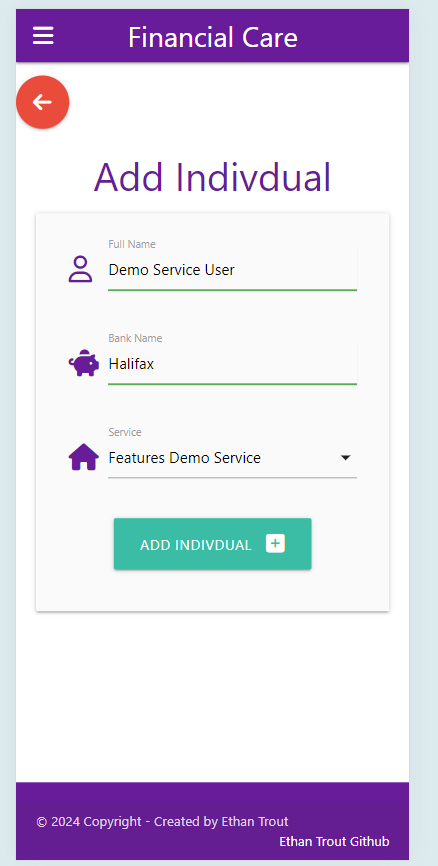 Financial Care
Add Indivdual
Full Name
Demo Service User
Bank Name
Halifax
Service
Features Demo Service
ADD INDIVDUAL
© 2024 Copyright - Created by Ethan Trout
Ethan Trout Github